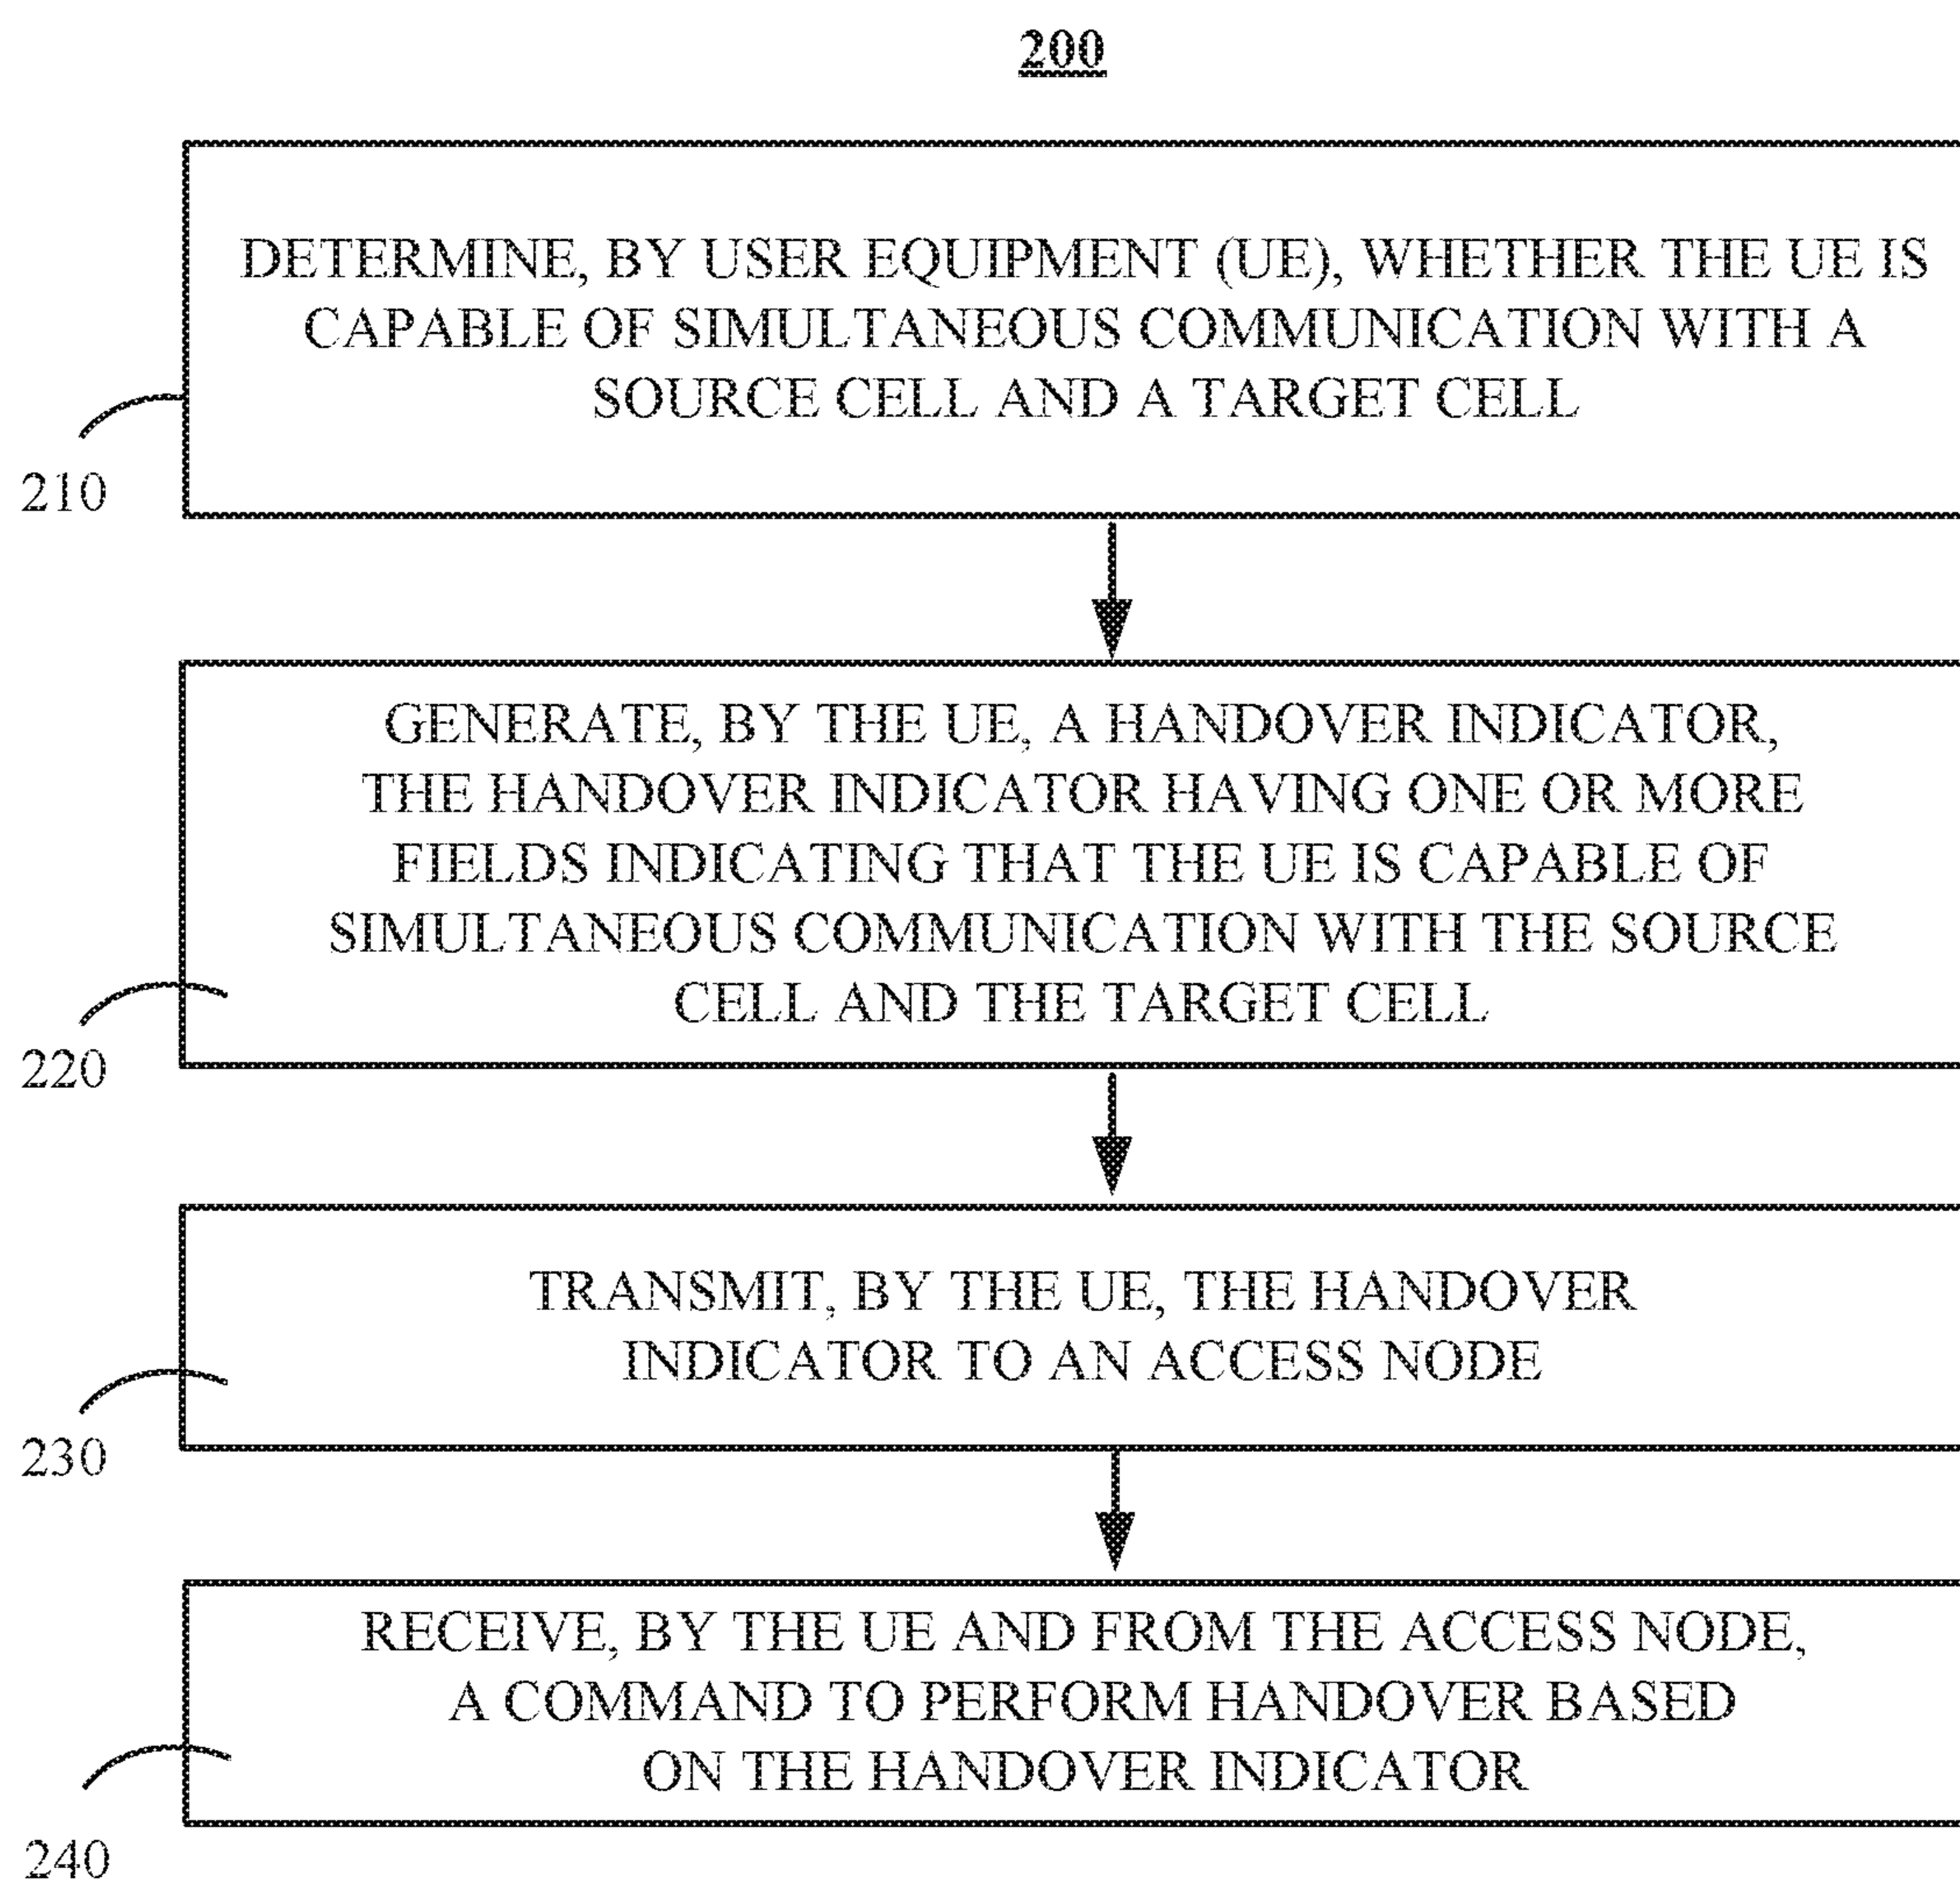 200
DETERMINE, BY USER EQUIPMENT (UE), WHETHER THE UE IS
CAPABLE OF SIMULTANEOUS COMMUNICATION WITH A
SOURCE CELL AND A TARGET CELL
210
GENERATE, BY THE UE, A HANDOVER INDICATOR,
THE HANDOVER INDICATOR HAVING ONE OR MORE
FIELDS INDICATING THAT THE UE IS CAPABLE OF
SIMULTANEOUS COMMUNICATION WITH THE SOURCE
CELL AND THE TARGET CELL
220
TRANSMIT, BY THE UE, THE HANDOVER
INDICATOR TO AN ACCESS NODE
230
RECEIVE, BY THE UE AND FROM THE ACCESS NODE,
A COMMAND TO PERFORM HANDOVER BASED
ON THE HANDOVER INDICATOR
240